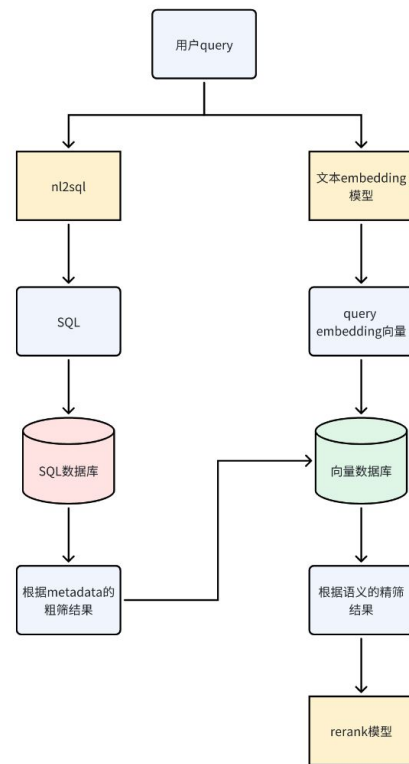 用户query
nl2sql
文本embedding
模型
SQL
query
embedding向量
SQL数据库
向量数据库
根据metadata的
粗筛结果
根据语义的精筛
结果
rerank模型